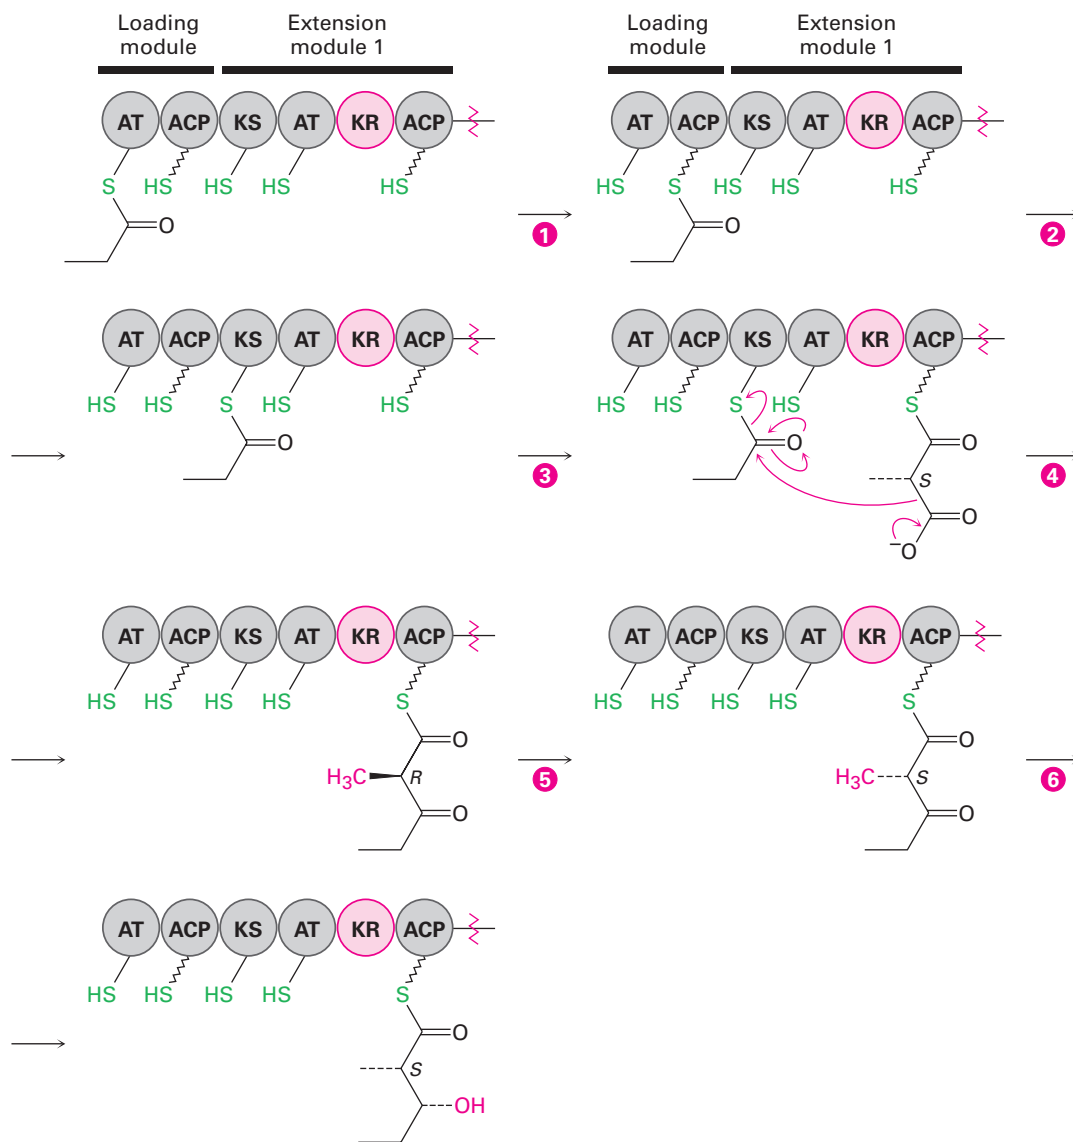 Loading module
Extension module 1
Loading module
Extension module 1
AT ACP KS AT KR ACP
AT ACP KS AT KR ACP
S HS HS HS HS
HS S HS HS HS
O
O
1
2
AT ACP KS AT KR ACP
AT ACP KS AT KR ACP
HS HS S HS HS
HS HS S HS S
O
O O
S
3
4
O
−O
AT ACP KS AT KR ACP
AT ACP KS AT KR ACP
HS HS HS HS S
HS HS HS HS S
O
O
H3C R
5
H3C S
6
O
O
AT ACP KS AT KR ACP
HS HS HS HS S
O
S
OH